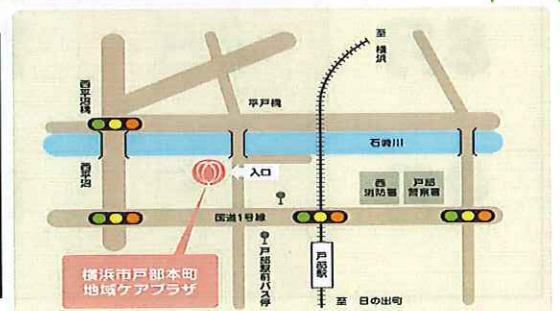 至 横浜
西平沼橋
平戸橋
石崎川
西平沼
入口
西消防署
戸部警察署
国道1号線
戸部駅前バス停
戸部駅
横浜市戸部本町
地域ケアプラザ
至 日の出町